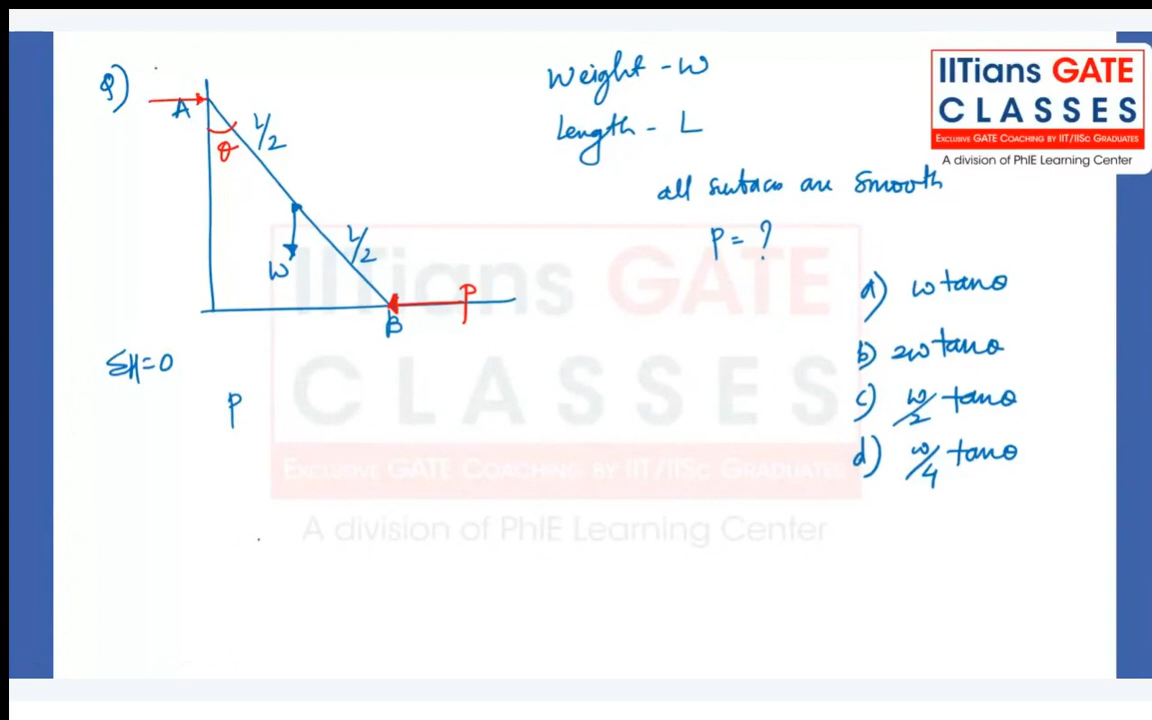 Q)
A
θ
L/2
L/2
W
P
B
Weight - W
Length - L
all surfaces are smooth
P = ?
a) w tanθ
b) 2w tanθ
c) w/2 tanθ
d) w/4 tanθ
ΣH=0
P
IITians GATE
CLASSES
EXCLUSIVE GATE COACHING BY IIT/IISc GRADUATES
A division of PhIE Learning Center
IITians GATE
CLASSES
EXCLUSIVE GATE COACHING BY IIT/IISc GRADUATES
A division of PhIE Learning Center